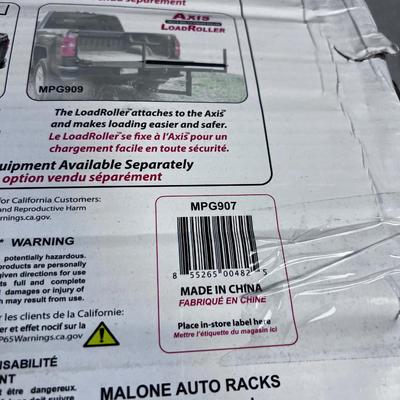 séparément
AXIS
LOADROLLER
MPG909
The LoadRoller attaches to the Axis™
and makes loading easier and safer.
Le LoadRoller se fixe à l'Axis™ pour un
chargement facile en toute sécurité.
Equipment Available Separately
option vendu séparément
for California Customers:
and Reproductive Harm
Warnings.ca.gov.
MPG907
8 55265 00482 5
MADE IN CHINA
FABRIQUÉ EN CHINE
Place in-store label here
Mettre l'étiquette du magasin ici
* WARNING
potentially hazardous.
products are personally
given directions for use
its full and complete
damages or injury of
may result from use.
r les clients de la Californie:
er et effet nocif sur la
P65Warnings.ca.gov.
NSABILITÉ
NT
t être dangereux.
MALONE AUTO RACKS